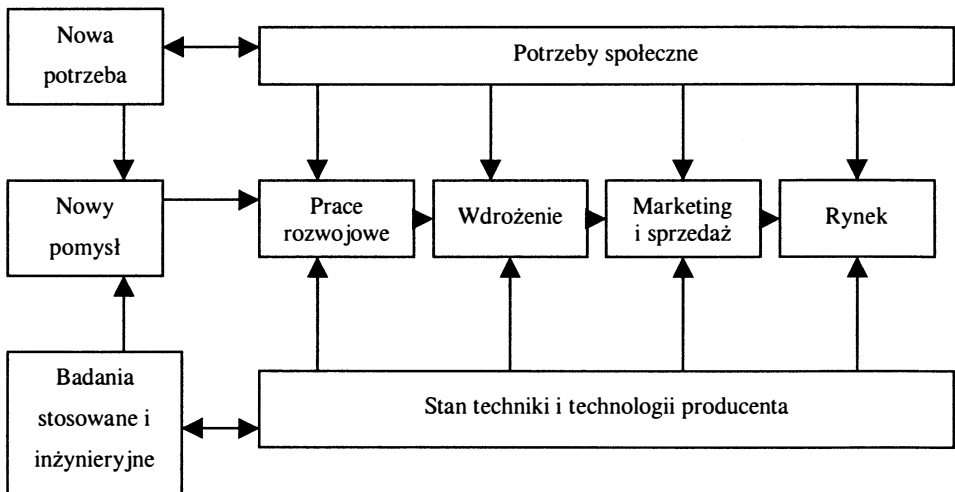 Nowa
potrzeba
Potrzeby społeczne
Nowy
pomysł
Prace
rozwojowe
Wdrożenie
Marketing
i sprzedaż
Rynek
Badania
stosowane i
inżynieryjne
Stan techniki i technologii producenta